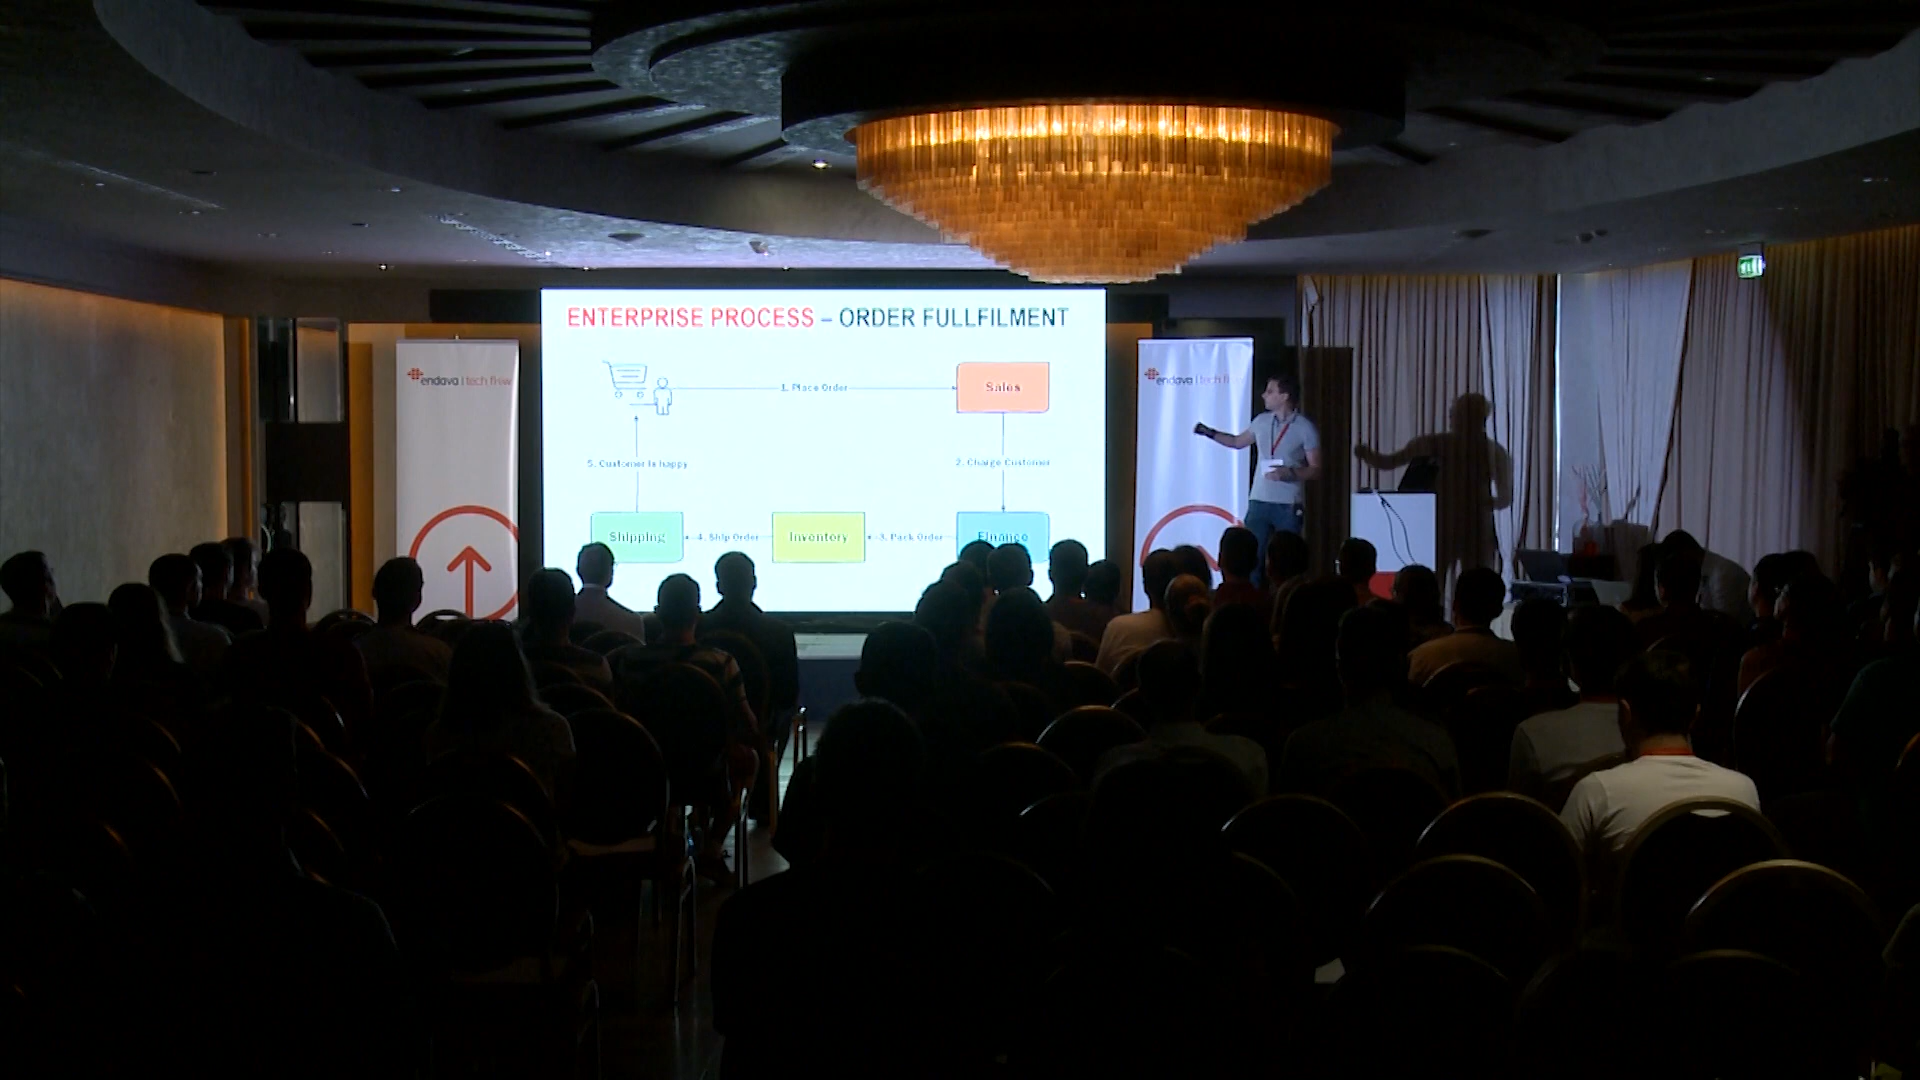 ENTERPRISE PROCESS – ORDER FULLFILMENT
endava | tech flow
endava | tech fl
1. Place Order
Sales
5. Customer is happy
2. Charge Customer
Shipping
4. Ship Order
Inventory
3. Pack Order
Finance